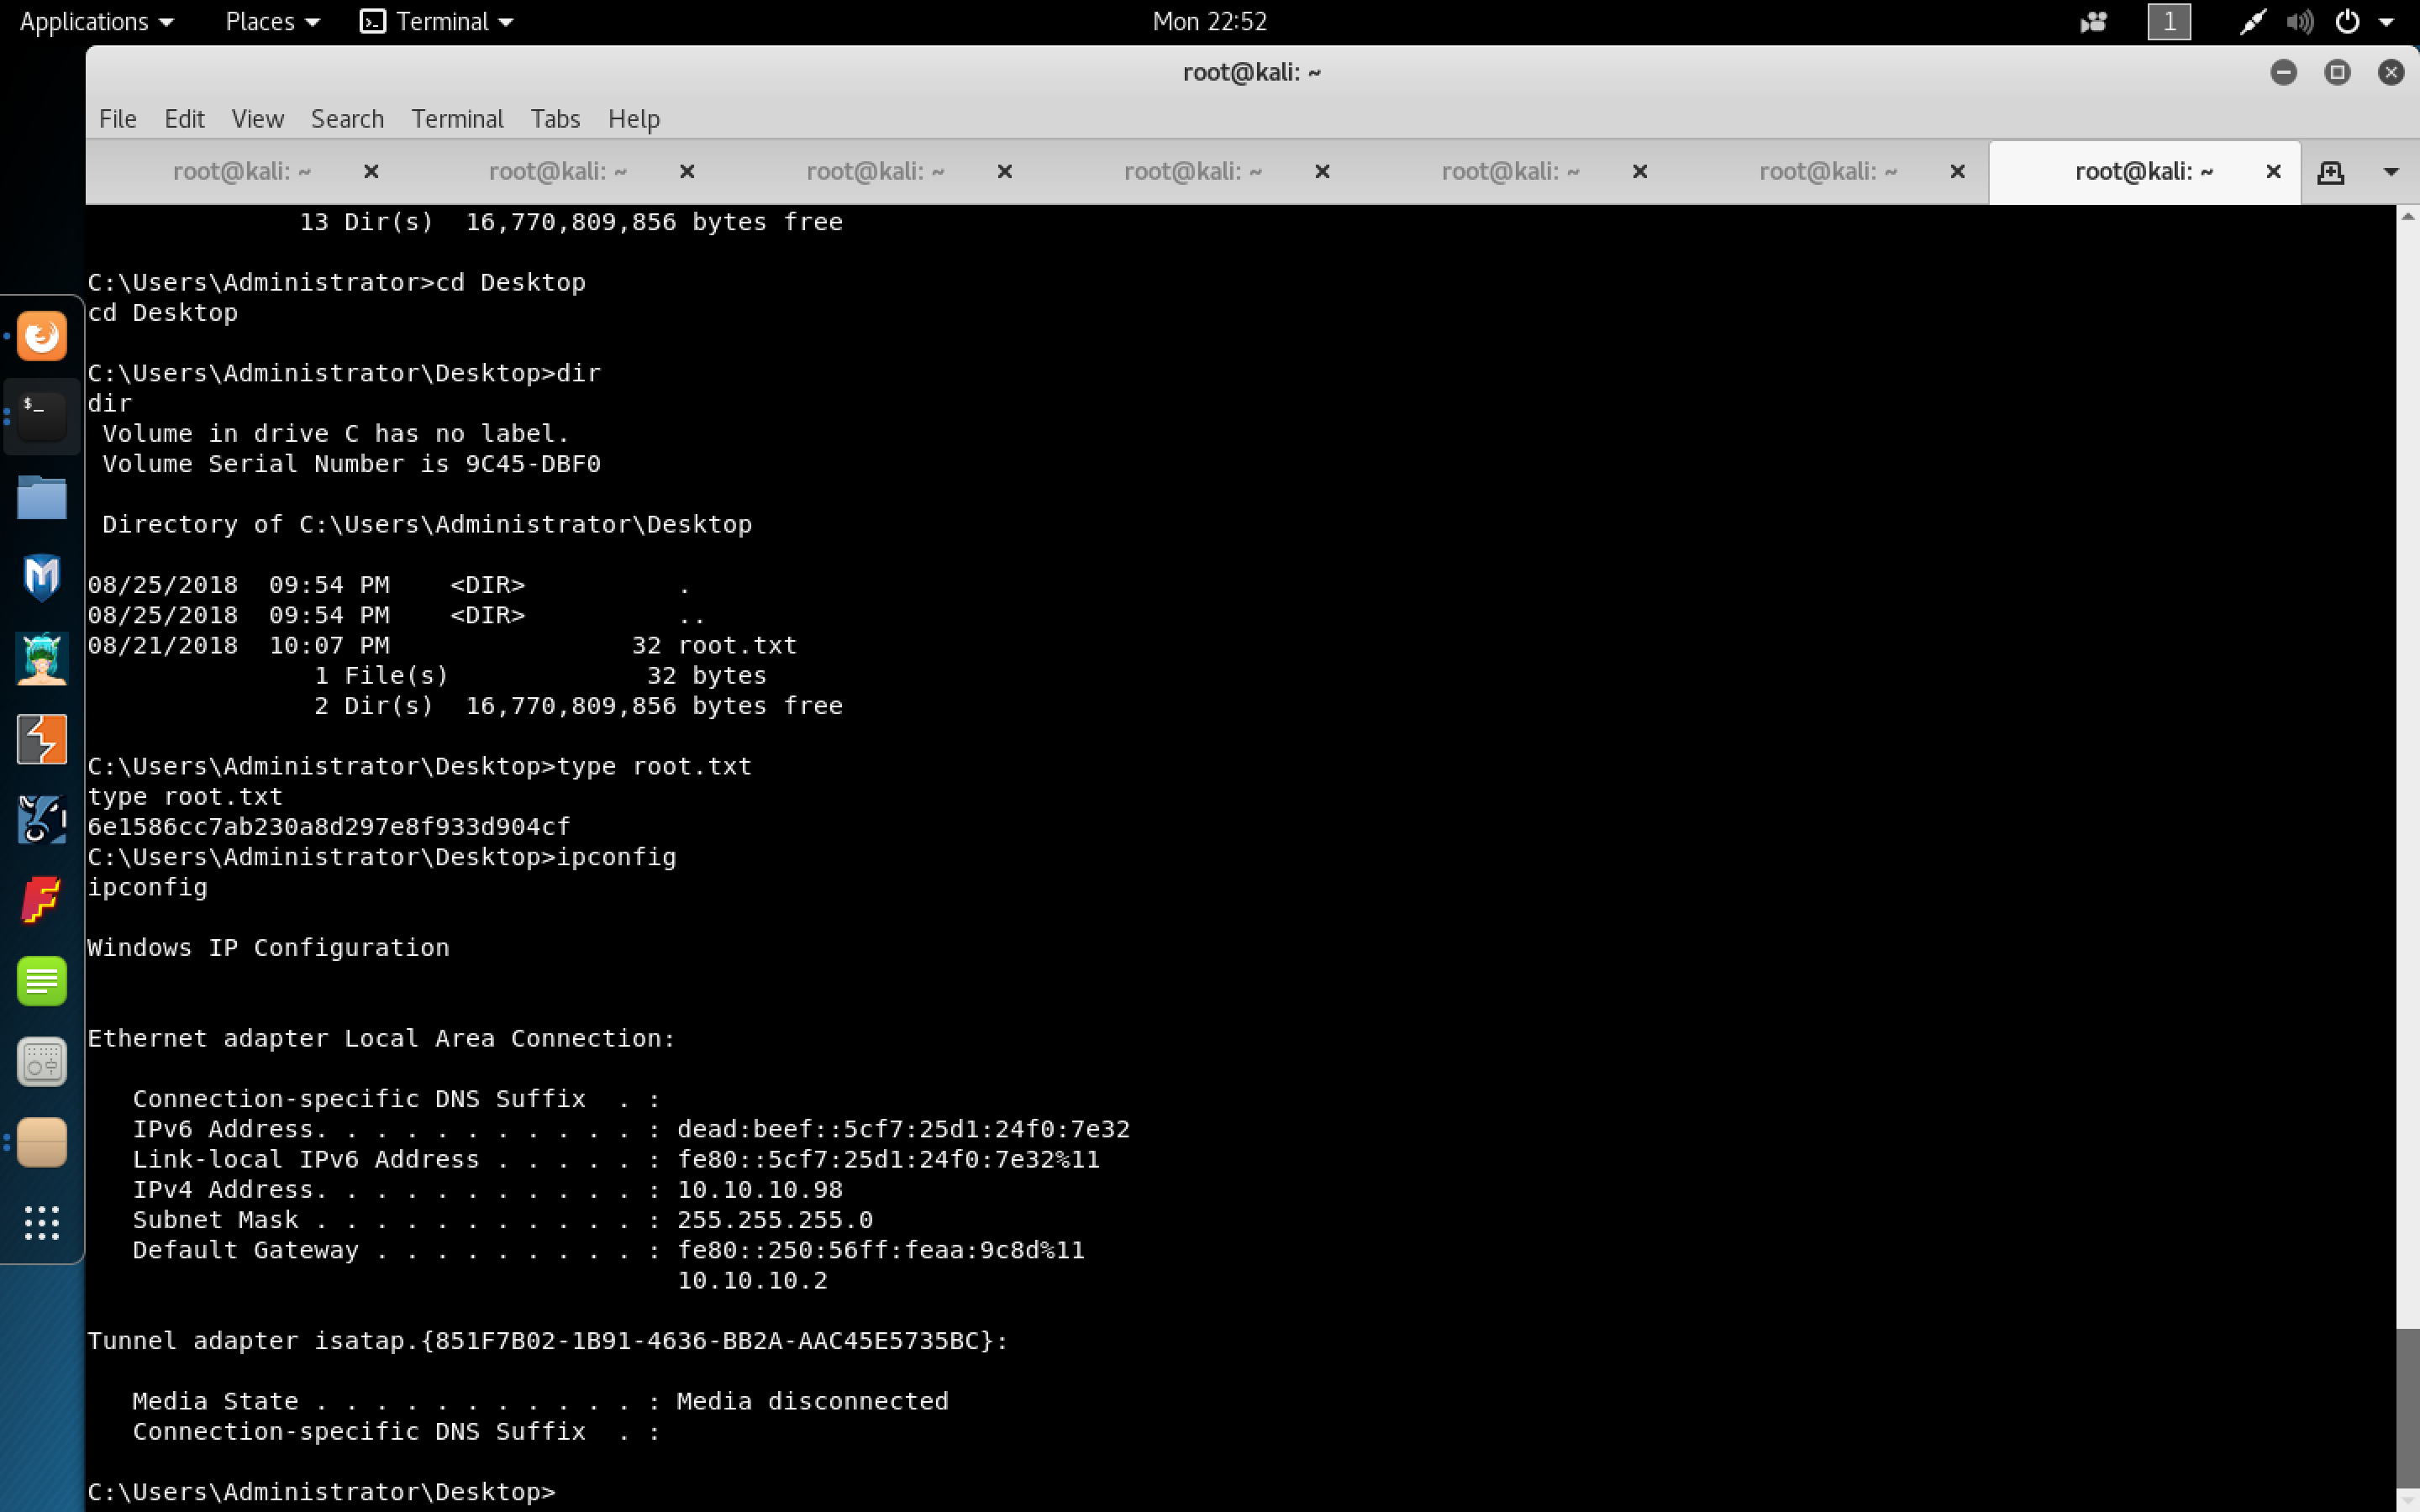 Applications Places Terminal Mon 22:52 1
root@kali: ~
File Edit View Search Terminal Tabs Help
root@kali: ~ root@kali: ~ root@kali: ~ root@kali: ~ root@kali: ~ root@kali: ~ root@kali: ~
13 Dir(s)  16,770,809,856 bytes free
C:\Users\Administrator>cd Desktop
cd Desktop
C:\Users\Administrator\Desktop>dir
dir
Volume in drive C has no label.
Volume Serial Number is 9C45-DBF0
Directory of C:\Users\Administrator\Desktop
08/25/2018  09:54 PM    <DIR>          .
08/25/2018  09:54 PM    <DIR>          ..
08/21/2018  10:07 PM                32 root.txt
1 File(s)             32 bytes
2 Dir(s)  16,770,809,856 bytes free
C:\Users\Administrator\Desktop>type root.txt
type root.txt
6e1586cc7ab230a8d297e8f933d904cf
C:\Users\Administrator\Desktop>ipconfig
ipconfig
Windows IP Configuration
Ethernet adapter Local Area Connection:
Connection-specific DNS Suffix  . :
IPv6 Address. . . . . . . . . . . : dead:beef::5cf7:25d1:24f0:7e32
Link-local IPv6 Address . . . . . : fe80::5cf7:25d1:24f0:7e32%11
IPv4 Address. . . . . . . . . . . : 10.10.10.98
Subnet Mask . . . . . . . . . . . : 255.255.255.0
Default Gateway . . . . . . . . . : fe80::250:56ff:feaa:9c8d%11
10.10.10.2
Tunnel adapter isatap.{851F7B02-1B91-4636-BB2A-AAC45E5735BC}:
Media State . . . . . . . . . . . : Media disconnected
Connection-specific DNS Suffix  . :
C:\Users\Administrator\Desktop>